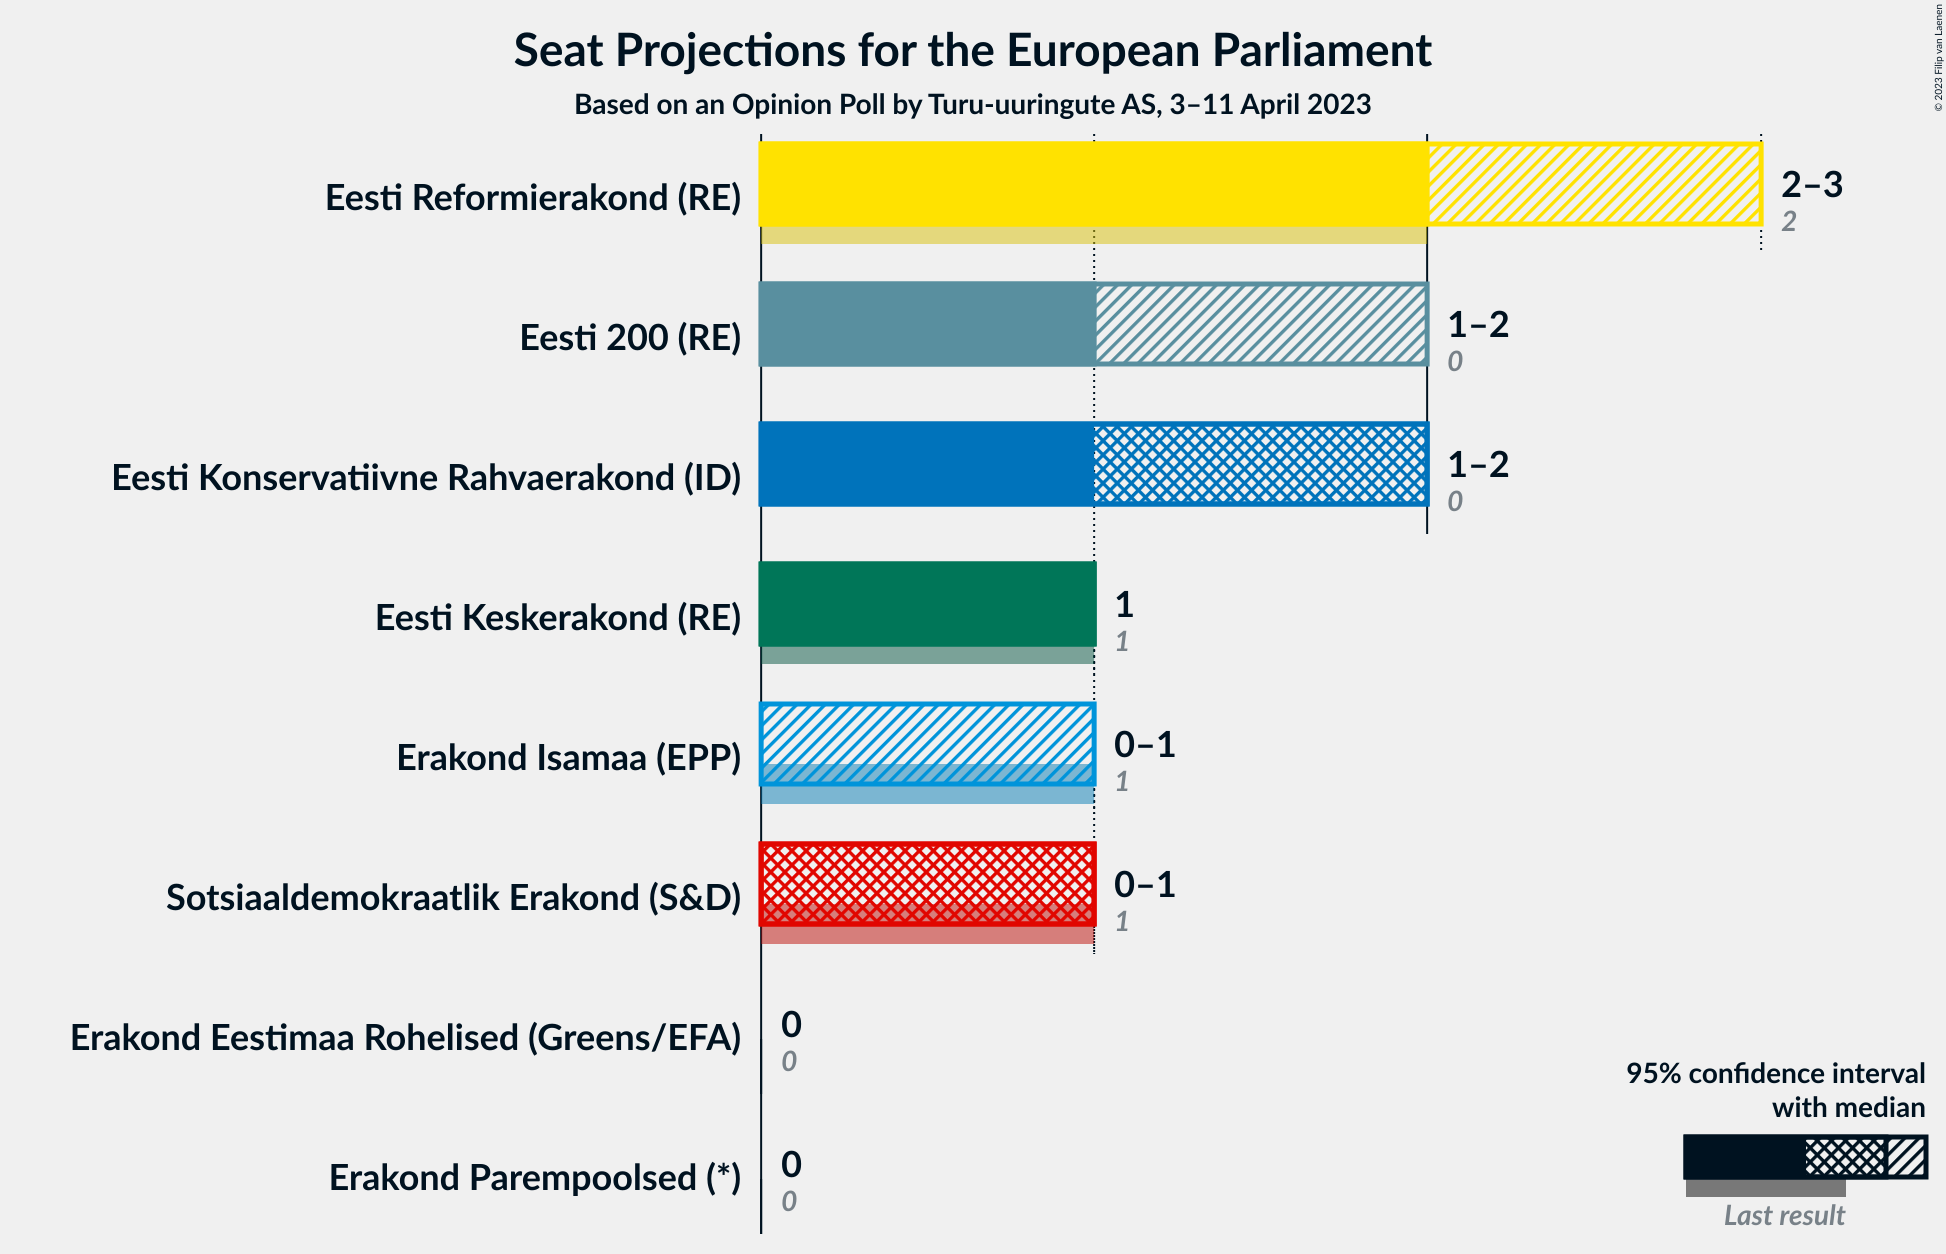 Seat Projections for the European Parliament
Based on an Opinion Poll by Turu-uuringute AS, 3–11 April 2023
© 2023 Filip van Laenen
Eesti Reformierakond (RE)
2–3
2
Eesti 200 (RE)
1–2
0
Eesti Konservatiivne Rahvaerakond (ID)
1–2
0
Eesti Keskerakond (RE)
1
1
Erakond Isamaa (EPP)
0–1
1
Sotsiaaldemokraatlik Erakond (S&D)
0–1
1
Erakond Eestimaa Rohelised (Greens/EFA)
0
0
Erakond Parempoolsed (*)
0
0
95% confidence interval
with median
Last result